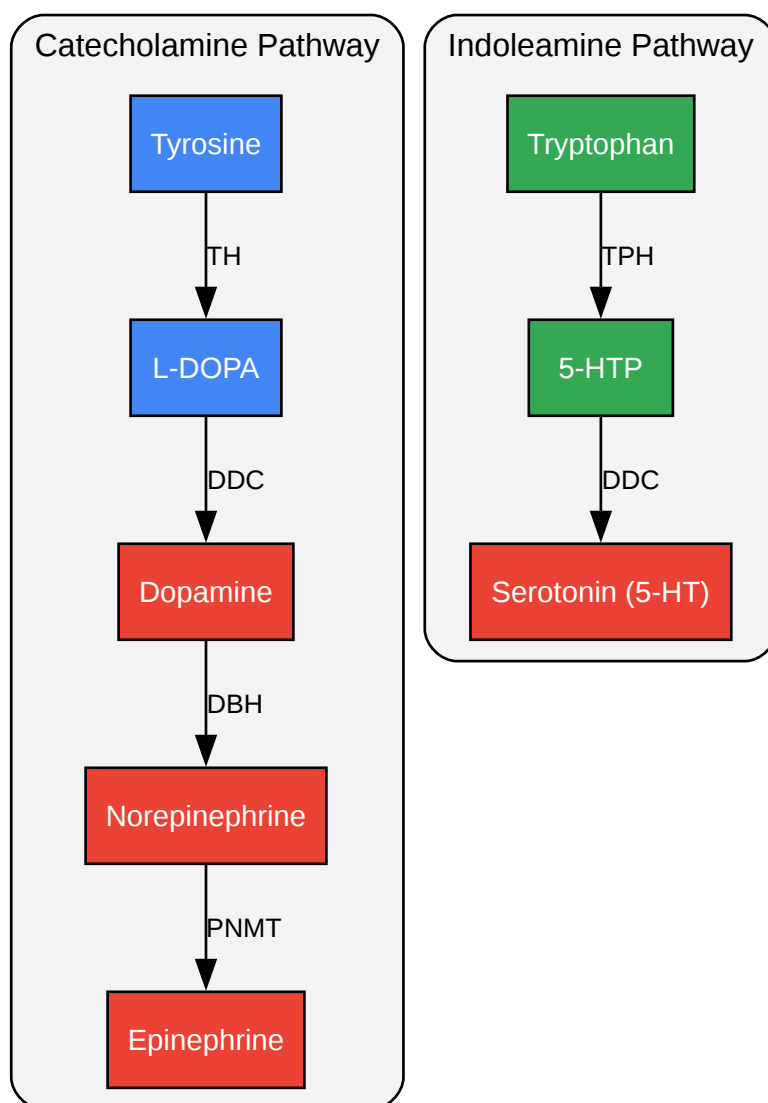 Catecholamine Pathway
Tyrosine
TH
L-DOPA
DDC
Dopamine
DBH
Norepinephrine
PNMT
Epinephrine
Indoleamine Pathway
Tryptophan
TPH
5-HTP
DDC
Serotonin (5-HT)